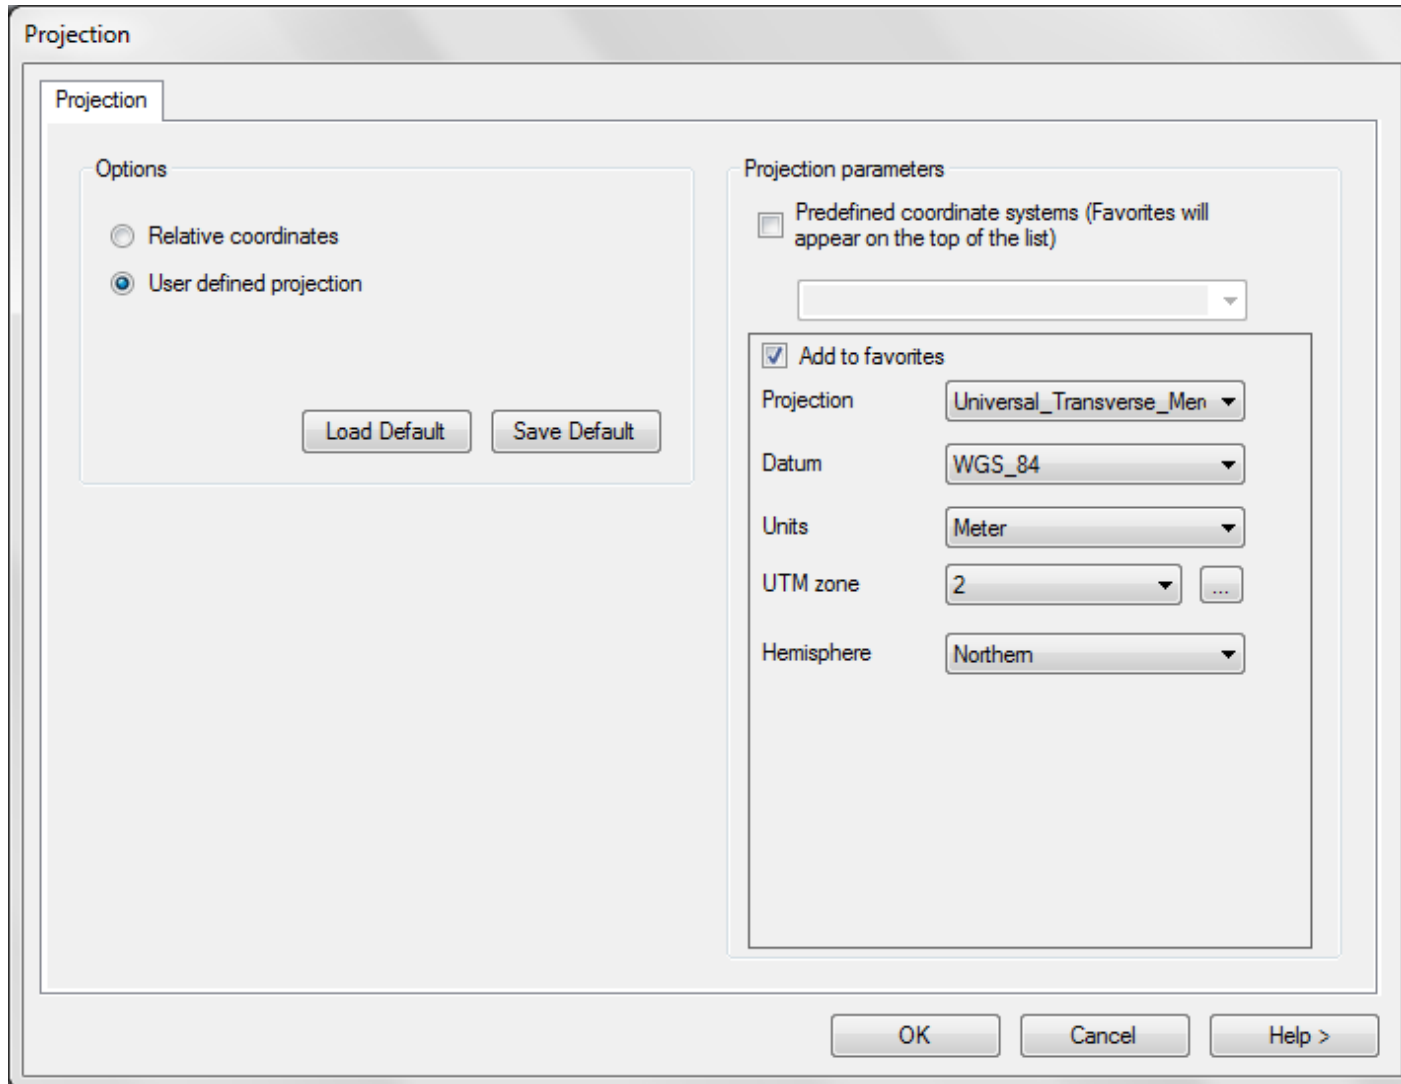 Projection
Projection
Options
Relative coordinates
User defined projection
Load Default
Save Default
Projection parameters
Predefined coordinate systems (Favorites will
appear on the top of the list)
Add to favorites
Projection
Universal_Transverse_Mer
Datum
WGS_84
Units
Meter
UTM zone
2
...
Hemisphere
Northern
OK
Cancel
Help >